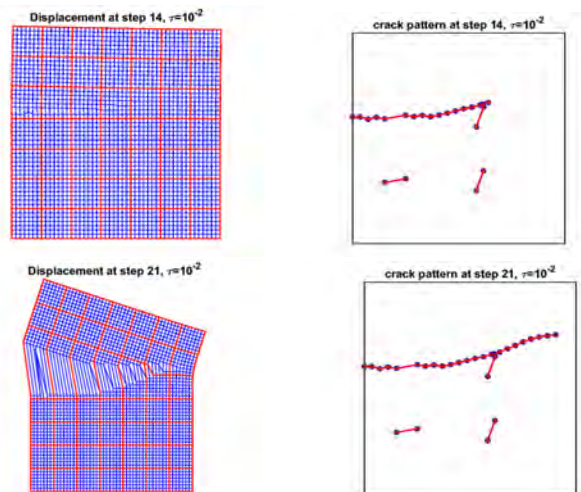 Displacement at step 14, τ=10⁻²
crack pattern at step 14, τ=10⁻²
Displacement at step 21, τ=10⁻²
crack pattern at step 21, τ=10⁻²